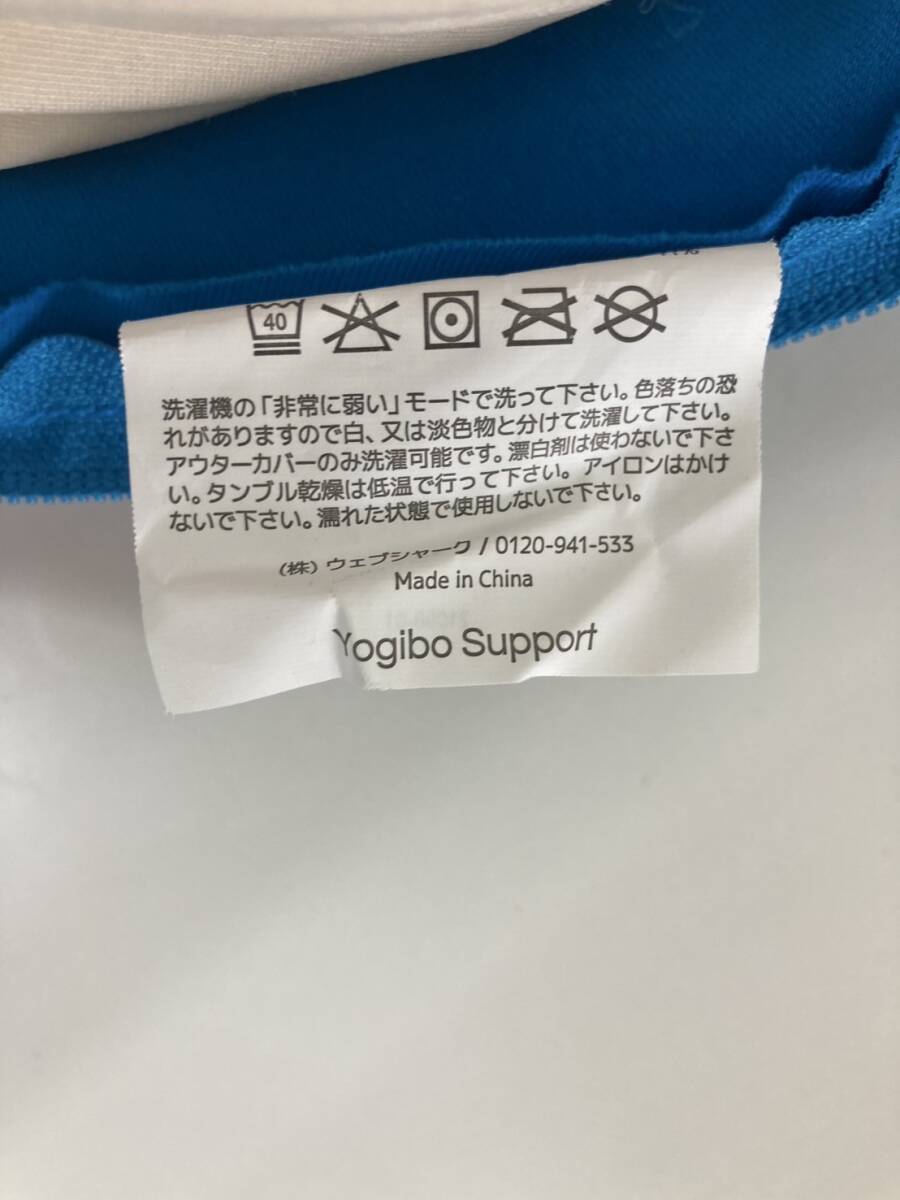 40
洗濯機の「非常に弱い」モードで洗って下さい。色落ちの恐
れがありますので白、又は淡色物と分けて洗濯して下さい。
アウターカバーのみ洗濯可能です。漂白剤は使わないで下さ
い。タンブル乾燥は低温で行って下さい。アイロンはかけ
ないで下さい。濡れた状態で使用しないで下さい。
（株）ウェブシャーク / 0120-941-533
Made in China
Yogibo Support